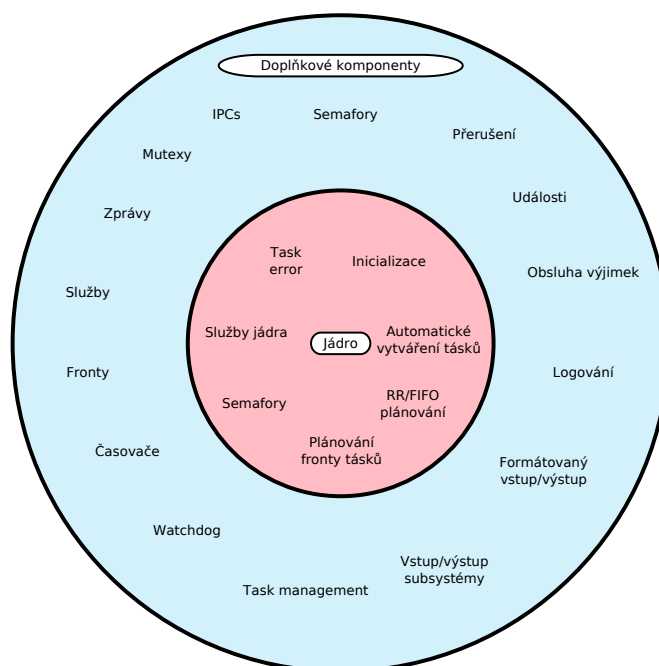 Doplňkové komponenty
IPCs
Semafory
Přerušení
Mutexy
Události
Zprávy
Obsluha výjimek
Služby
Fronty
Logování
Časovače
Formátovaný
vstup/výstup
Watchdog
Vstup/výstup
subsystémy
Task management
Task
error
Inicializace
Služby jádra
Jádro
Automatické
vytváření tásků
Semafory
RR/FIFO
plánování
Plánování
fronty tásků